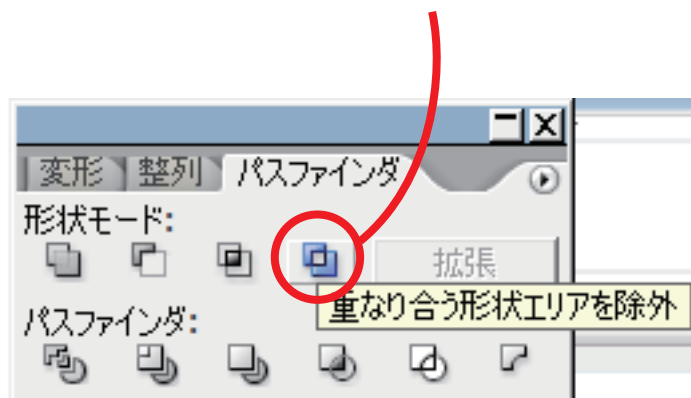 変形 整列 パスファインダ
形状モード:
拡張
重なり合う形状エリアを除外
パスファインダ: